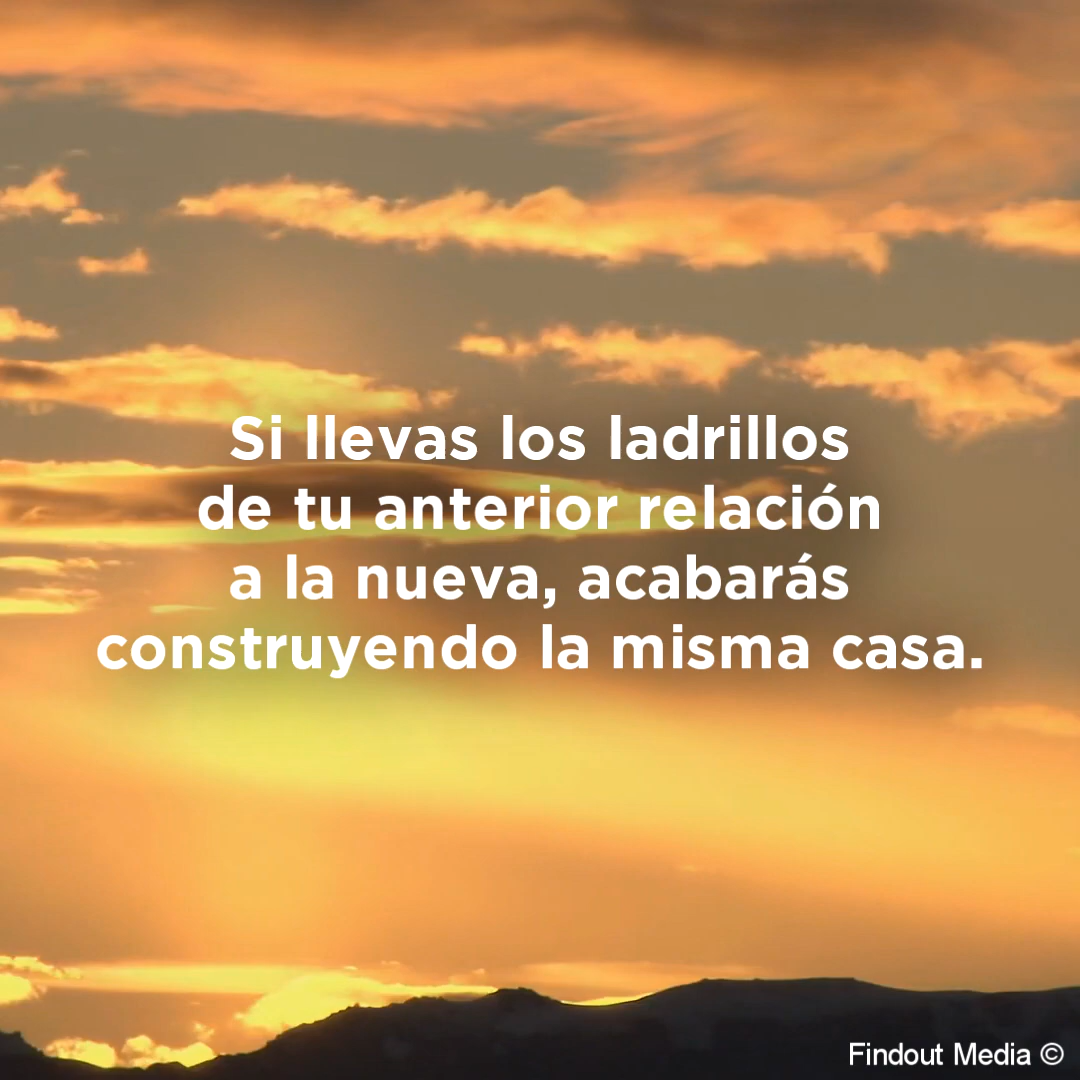 Si llevas los ladrillos
de tu anterior relación
a la nueva, acabarás
construyendo la misma casa.
Findout Media ©